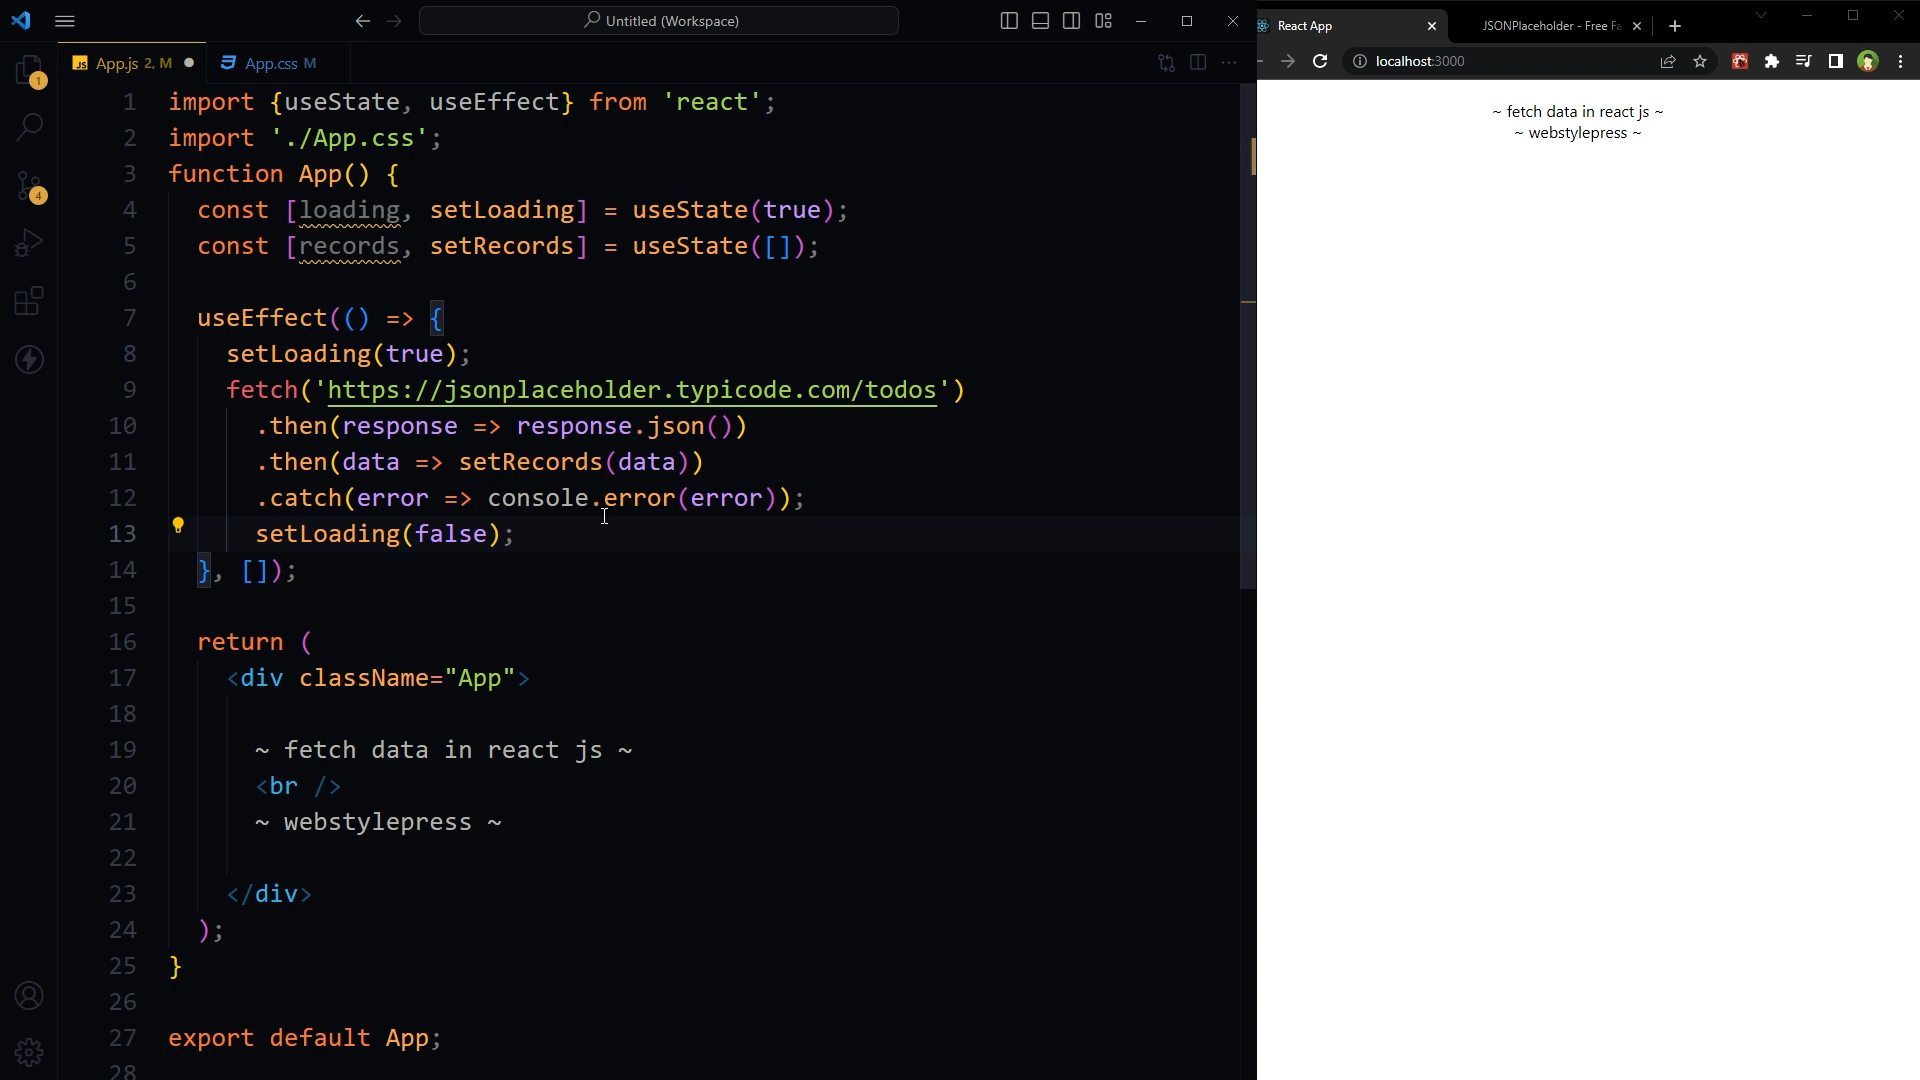 Untitled (Workspace)
App.js 2, M
App.css M
1 import {useState, useEffect} from 'react';
2 import './App.css';
3 function App() {
4 const [loading, setLoading] = useState(true);
5 const [records, setRecords] = useState([]);
6
7 useEffect(() => {
8 setLoading(true);
9 fetch('https://jsonplaceholder.typicode.com/todos')
10 .then(response => response.json())
11 .then(data => setRecords(data))
12 .catch(error => console.error(error));
13 setLoading(false);
14 }, []);
15
16 return (
17 <div className="App">
18
19 ~ fetch data in react js ~
20 <br />
21 ~ webstylepress ~
22
23 </div>
24 );
25 }
26
27 export default App;
28
1
4
React App
JSONPlaceholder - Free Fa
localhost:3000
~ fetch data in react js ~
~ webstylepress ~